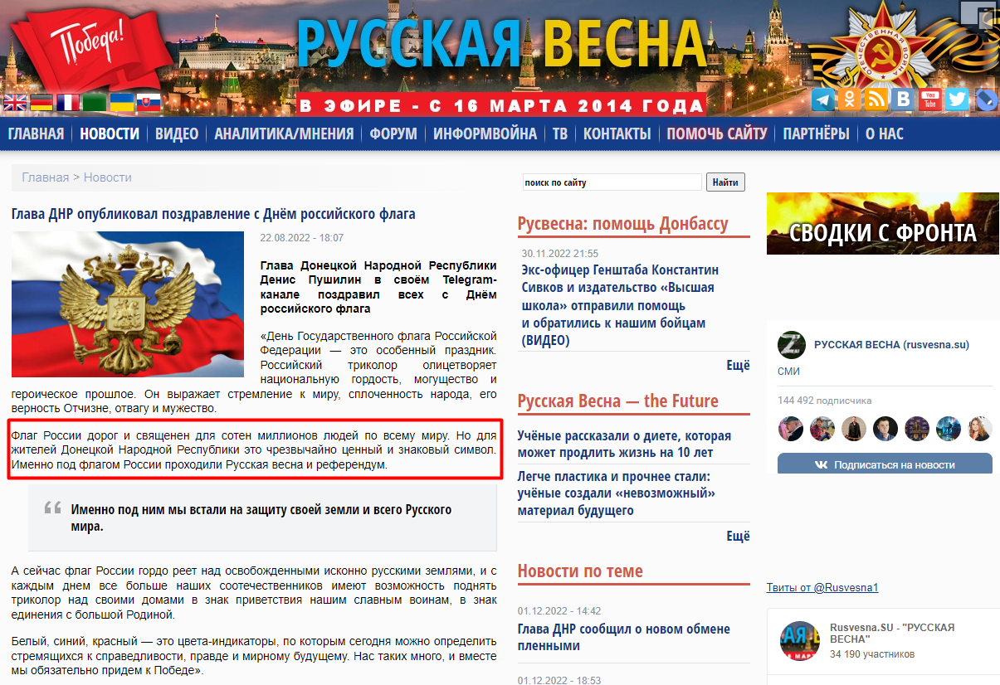 Победа!
РУССКАЯ ВЕСНА
ОТЕЧЕСТВЕННАЯ ВОЙНА
В ЭФИРЕ - С 16 МАРТА 2014 ГОДА
You
Tube
ГЛАВНАЯ НОВОСТИ ВИДЕО АНАЛИТИКА/МНЕНИЯ ФОРУМ ИНФОРМВОЙНА ТВ КОНТАКТЫ ПОМОЧЬ САЙТУ ПАРТНЁРЫ О НАС
Главная > Новости
Глава ДНР опубликовал поздравление с Днём российского флага
22.08.2022 - 18:07
Глава Донецкой Народной Республики
Денис Пушилин в своём Telegram-
канале поздравил всех с Днём
российского флага
«День Государственного флага Российской
Федерации — это особенный праздник.
Российский триколор олицетворяет
национальную гордость, могущество и
героическое прошлое. Он выражает стремление к миру, сплоченность народа, его
верность Отчизне, отвагу и мужество.
Флаг России дорог и священен для сотен миллионов людей по всему миру. Но для
жителей Донецкой Народной Республики это чрезвычайно ценный и знаковый символ.
Именно под флагом России проходили Русская весна и референдум.
Именно под ним мы встали на защиту своей земли и всего Русского
мира.
А сейчас флаг России гордо реет над освобожденными исконно русскими землями, и с
каждым днем все больше наших соотечественников имеют возможность поднять
триколор над своими домами в знак приветствия нашим славным воинам, в знак
единения с большой Родиной.
Белый, синий, красный — это цвета-индикаторы, по которым сегодня можно определить
стремящихся к справедливости, правде и мирному будущему. Нас таких много, и вместе
мы обязательно придем к Победе».
поиск по сайту Найти
Русвесна: помощь Донбассу
30.11.2022 21:55
Экс-офицер Генштаба Константин
Сивков и издательство «Высшая
школа» отправили помощь
и обратились к нашим бойцам
(ВИДЕО)
Ещё
Русская Весна — the Future
Учёные рассказали о диете, которая
может продлить жизнь на 10 лет
Легче пластика и прочнее стали:
учёные создали «невозможный»
материал будущего
Ещё
Новости по теме
01.12.2022 - 14:42
Глава ДНР сообщил о новом обмене
пленными
01.12.2022 - 18:53
СВОДКИ С ФРОНТА
РУССКАЯ ВЕСНА (rusvesna.su)
СМИ
144 492 подписчика
Подписаться на новости
Твиты от @Rusvesna1
Rusvesna.SU - "РУССКАЯ
ВЕСНА"
34 190 участников